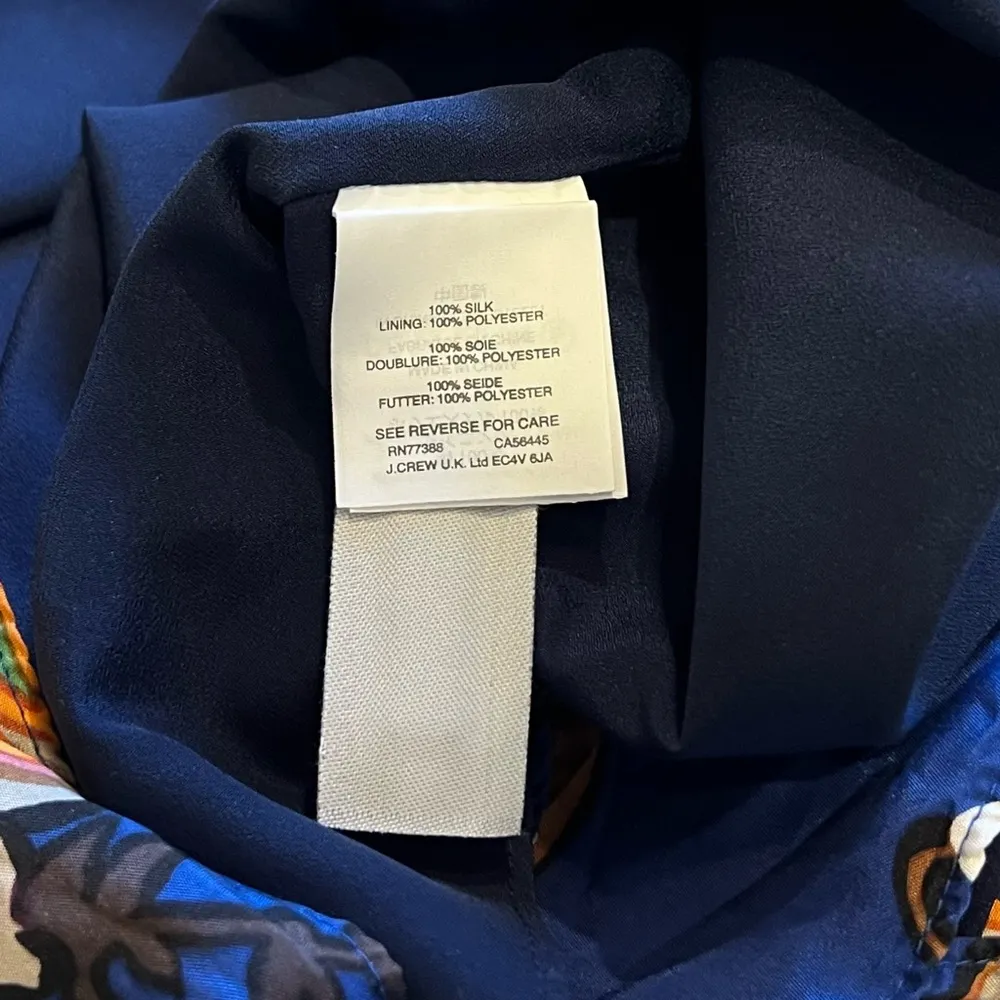 100% SILK
LINING: 100% POLYESTER
100% SOIE
DOUBLURE: 100% POLYESTER
100% SEIDE
FUTTER: 100% POLYESTER
SEE REVERSE FOR CARE
RN77388 CA56445
J.CREW U.K. Ltd EC4V 6JA